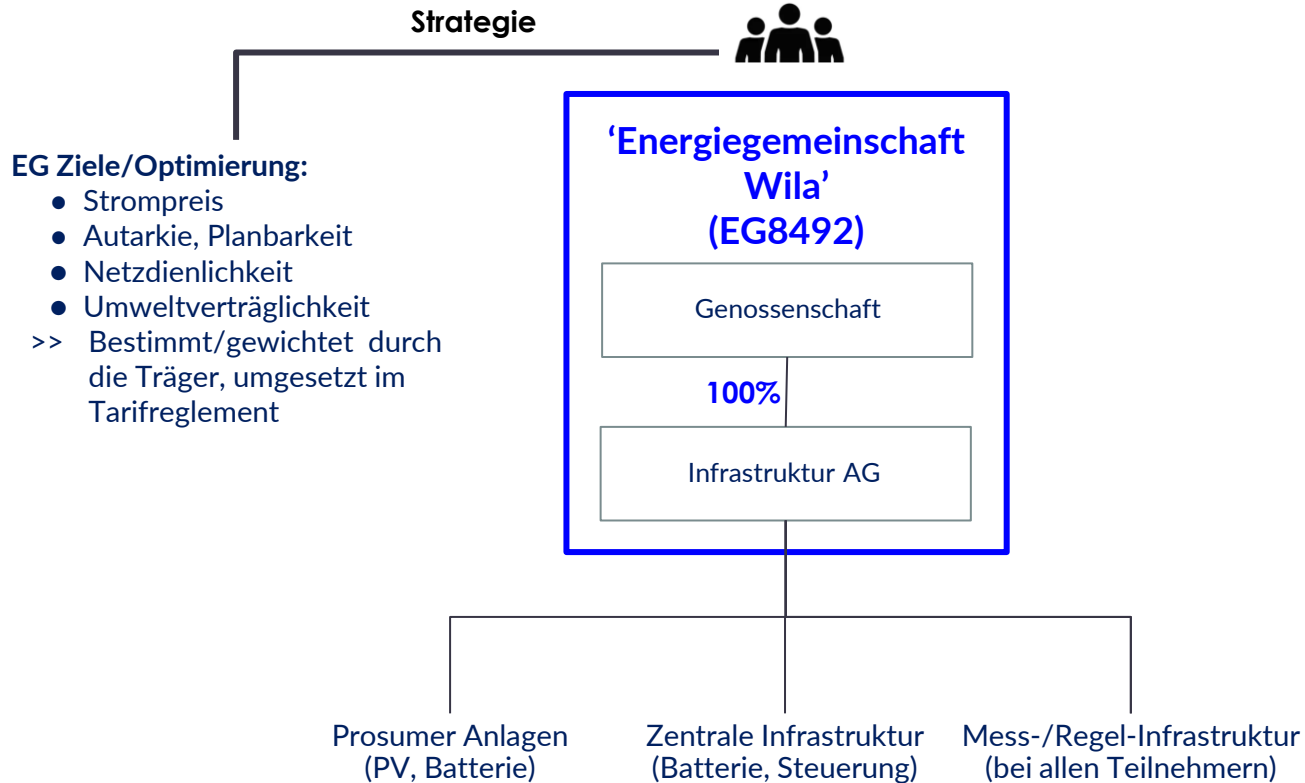 Strategie
EG Ziele/Optimierung:
● Strompreis
● Autarkie, Planbarkeit
● Netzdienlichkeit
● Umweltverträglichkeit
>> Bestimmt/gewichtet durch
die Träger, umgesetzt im
Tarifreglement
‘Energiegemeinschaft
Wila’
(EG8492)
Genossenschaft
100%
Infrastruktur AG
Prosumer Anlagen
(PV, Batterie)
Zentrale Infrastruktur
(Batterie, Steuerung)
Mess-/Regel-Infrastruktur
(bei allen Teilnehmern)